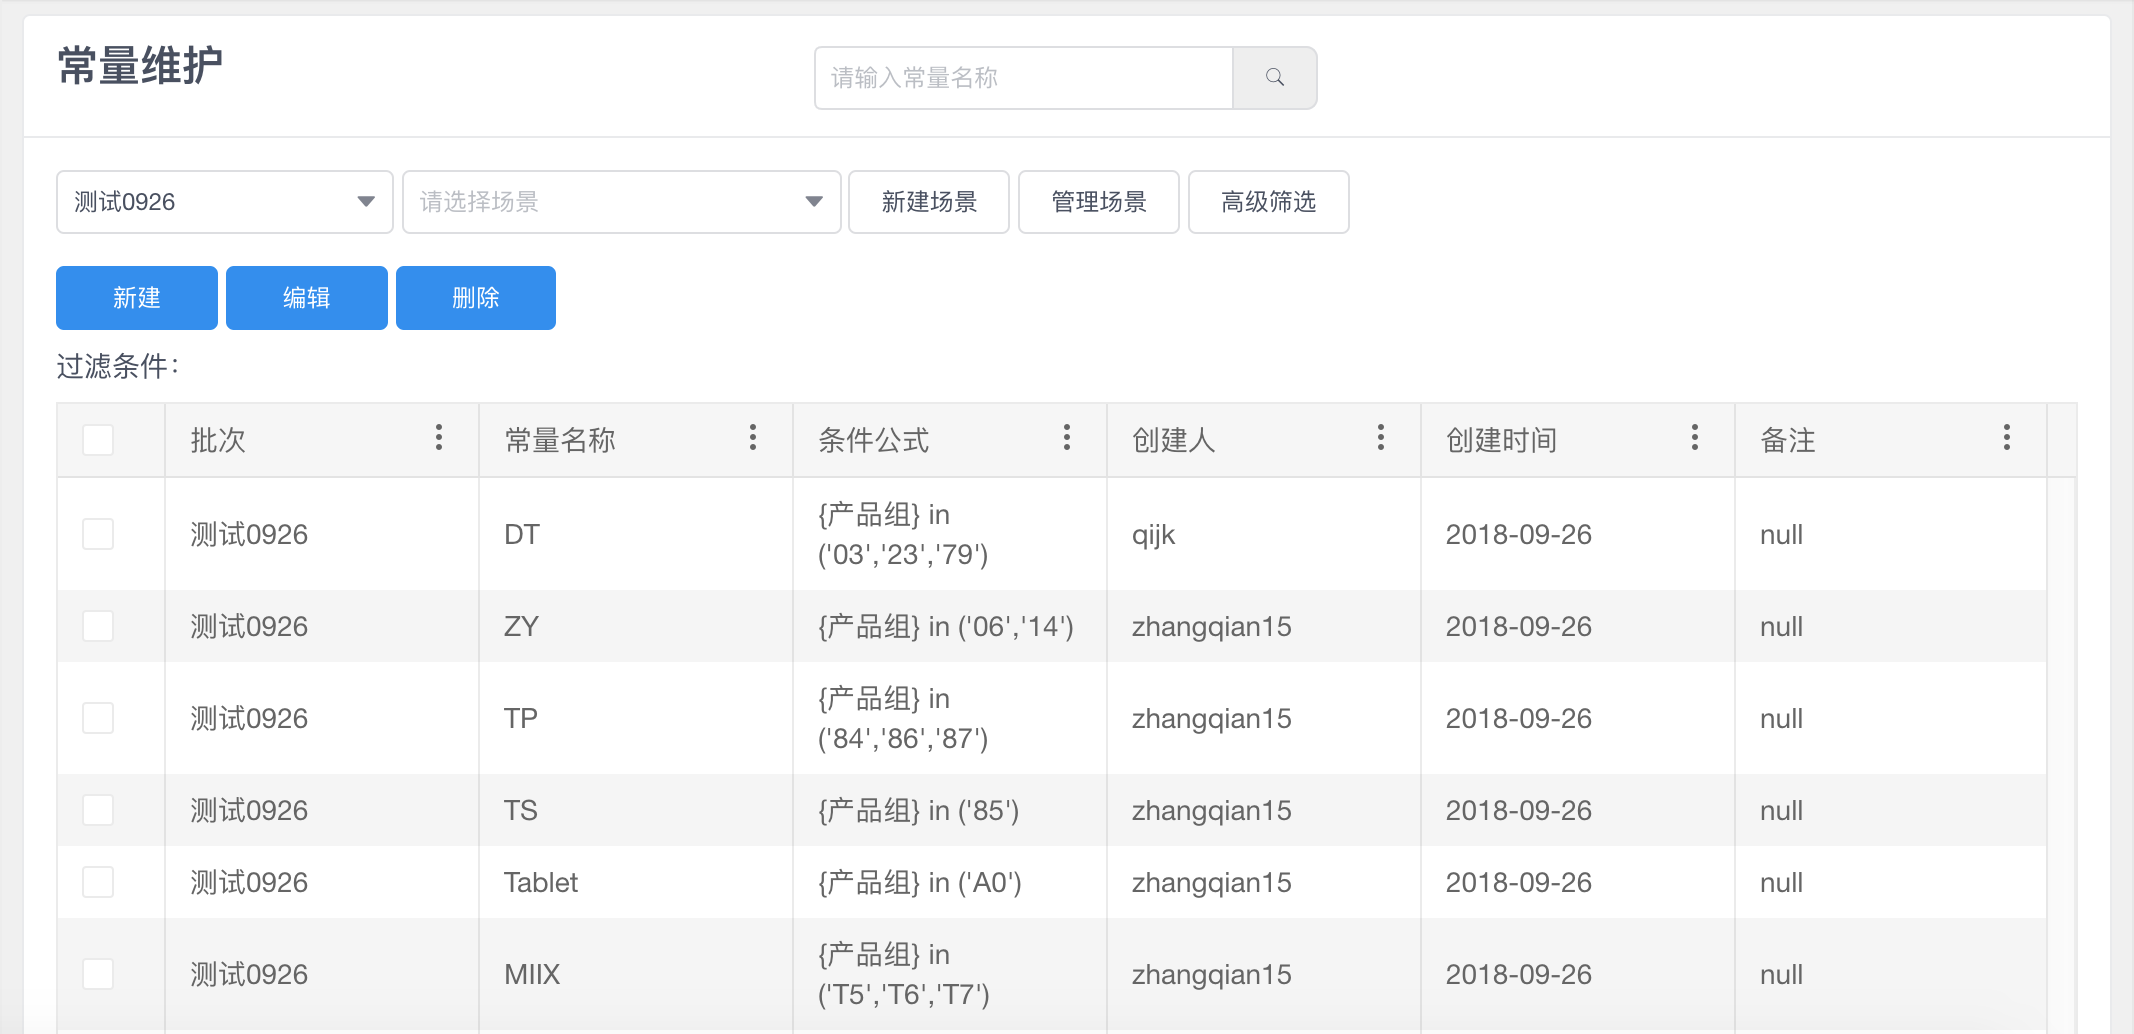 常量维护
请输入常量名称
测试0926 请选择场景 新建场景 管理场景 高级筛选
新建 编辑 删除
过滤条件：
批次 常量名称 条件公式 创建人 创建时间 备注
测试0926 DT {产品组} in ('03','23','79') qijk 2018-09-26 null
测试0926 ZY {产品组} in ('06','14') zhangqian15 2018-09-26 null
测试0926 TP {产品组} in ('84','86','87') zhangqian15 2018-09-26 null
测试0926 TS {产品组} in ('85') zhangqian15 2018-09-26 null
测试0926 Tablet {产品组} in ('A0') zhangqian15 2018-09-26 null
测试0926 MIIX {产品组} in ('T5','T6','T7') zhangqian15 2018-09-26 null